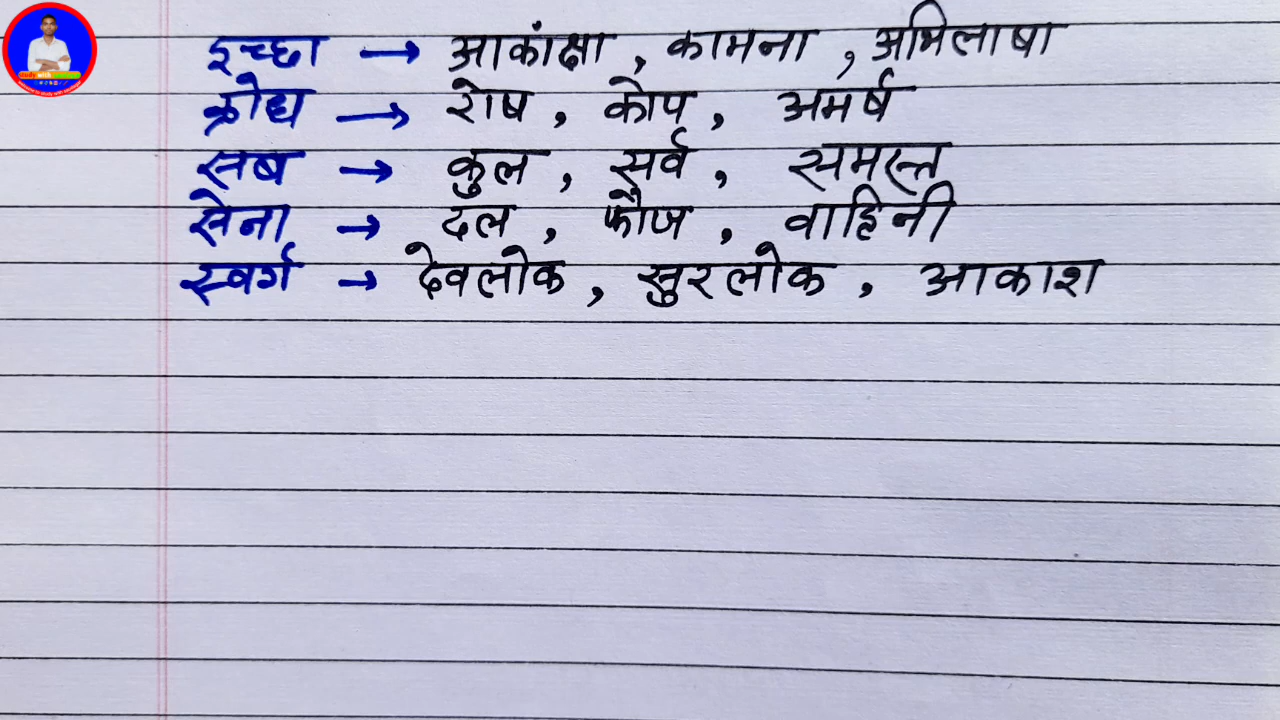 इच्छा → आकांक्षा , कामना , अभिलाषा
क्रोध → रोष , कोप , अमर्ष
सब → कुल , सर्व , समस्त
सेना → दल , फौज , वाहिनी
स्वर्ग → देवलोक , सुरलोक , आकाश